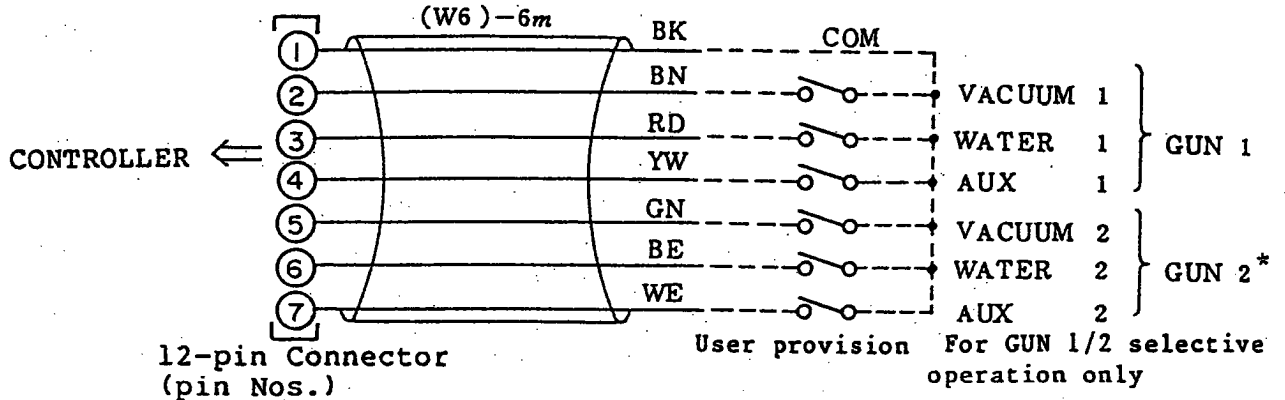 (W6)-6m
1 BK COM
2 BN VACUUM 1
3 RD WATER 1 GUN 1
CONTROLLER
4 YW AUX 1
5 GN VACUUM 2
6 BE WATER 2 GUN 2*
7 WE AUX 2
12-pin Connector
(pin Nos.)
User provision
For GUN 1/2 selective
operation only